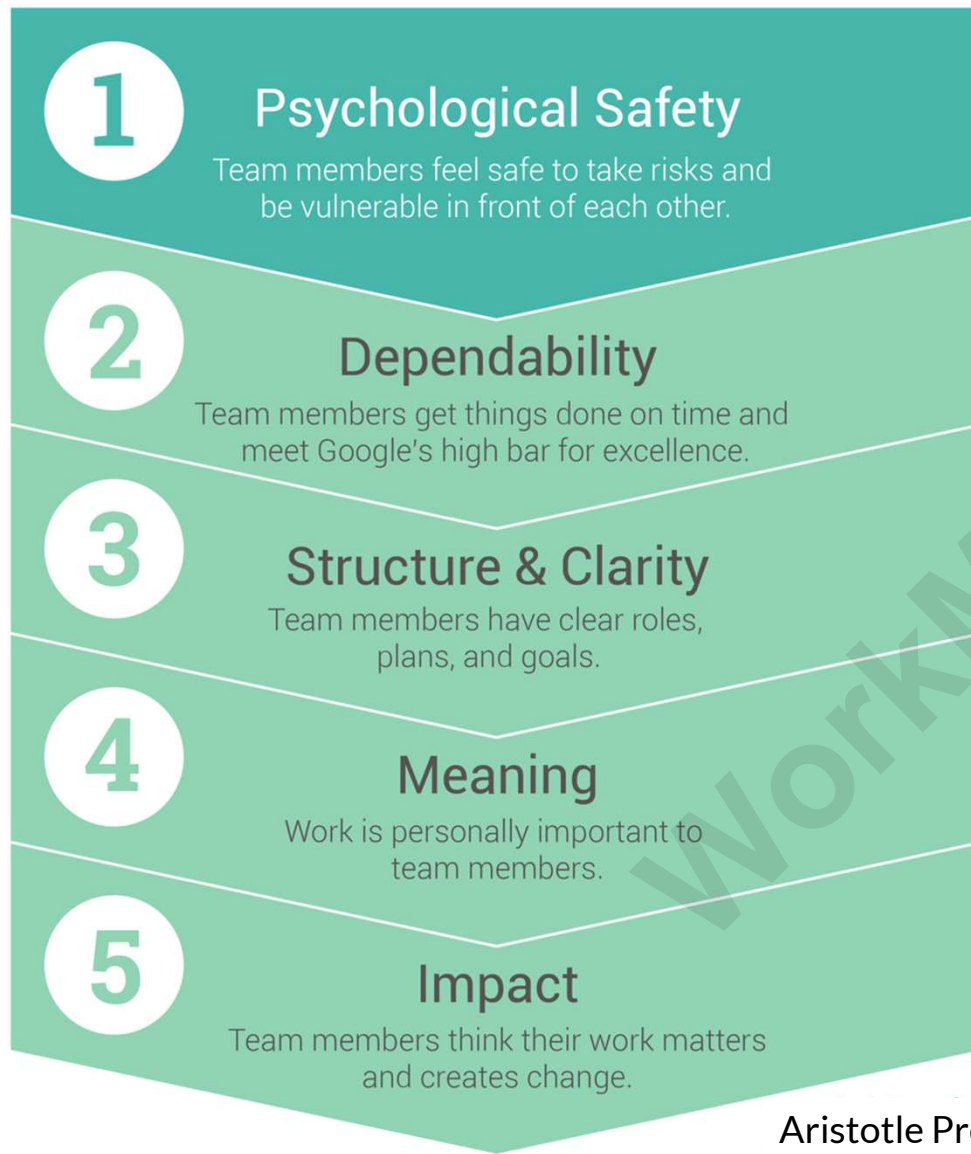 1
Psychological Safety
Team members feel safe to take risks and
be vulnerable in front of each other.
2
Dependability
Team members get things done on time and
meet Google's high bar for excellence.
3
Structure & Clarity
Team members have clear roles,
plans, and goals.
4
Meaning
Work is personally important to
team members.
5
Impact
Team members think their work matters
and creates change.
Aristotle